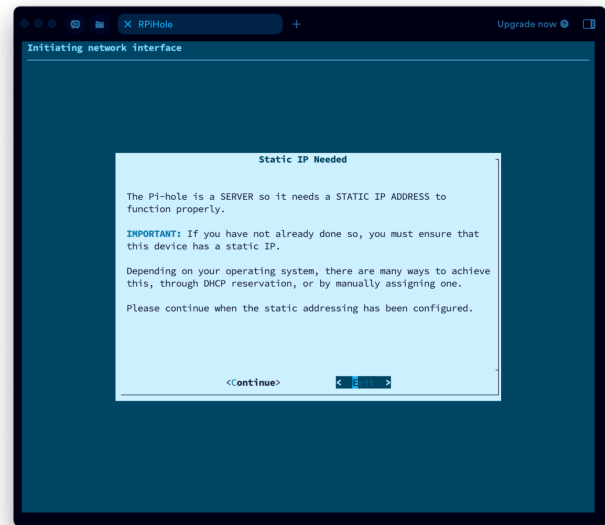 RPiHole
Upgrade now
Initiating network interface
Static IP Needed
The Pi-hole is a SERVER so it needs a STATIC IP ADDRESS to
function properly.
IMPORTANT: If you have not already done so, you must ensure that
this device has a static IP.
Depending on your operating system, there are many ways to achieve
this, through DHCP reservation, or by manually assigning one.
Please continue when the static addressing has been configured.
<Continue> < Exit >